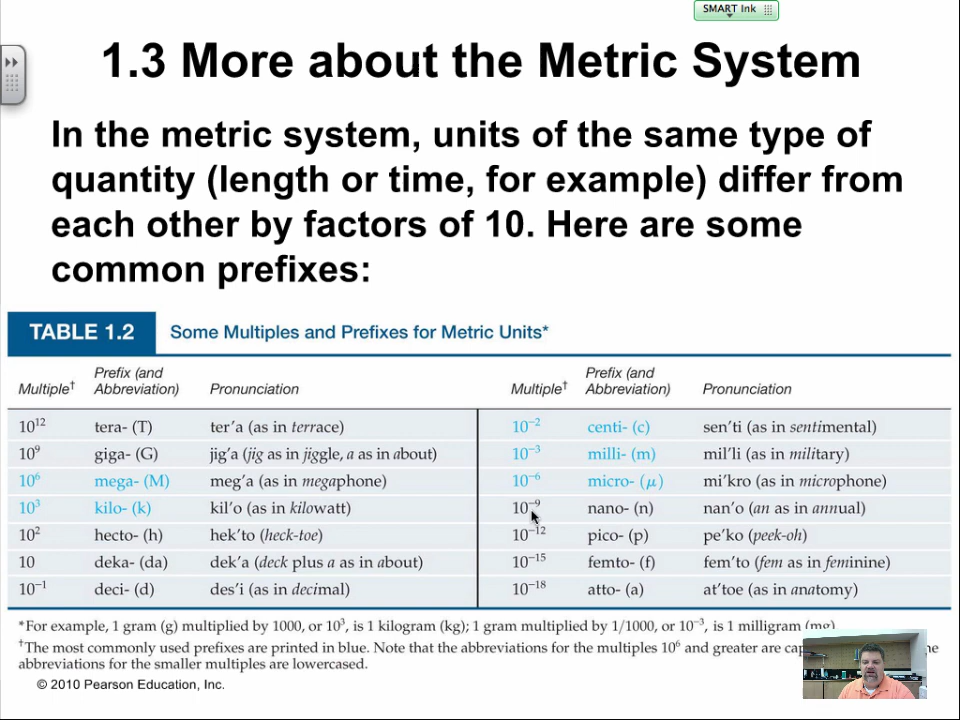 SMART Ink
1.3 More about the Metric System
In the metric system, units of the same type of
quantity (length or time, for example) differ from
each other by factors of 10. Here are some
common prefixes:
TABLE 1.2 Some Multiples and Prefixes for Metric Units*
Multiple† Prefix (and Abbreviation) Pronunciation Multiple† Prefix (and Abbreviation) Pronunciation
10¹² tera- (T) ter'a (as in terrace) 10⁻² centi- (c) sen'ti (as in sentimental)
10⁹ giga- (G) jig'a (jig as in jiggle, a as in about) 10⁻³ milli- (m) mil'li (as in military)
10⁶ mega- (M) meg'a (as in megaphone) 10⁻⁶ micro- (μ) mi'kro (as in microphone)
10³ kilo- (k) kil'o (as in kilowatt) 10⁻⁹ nano- (n) nan'o (an as in annual)
10² hecto- (h) hek'to (heck-toe) 10⁻¹² pico- (p) pe'ko (peek-oh)
10 deka- (da) dek'a (deck plus a as in about) 10⁻¹⁵ femto- (f) fem'to (fem as in feminine)
10⁻¹ deci- (d) des'i (as in decimal) 10⁻¹⁸ atto- (a) at'toe (as in anatomy)
*For example, 1 gram (g) multiplied by 1000, or 10³, is 1 kilogram (kg); 1 gram multiplied by 1/1000, or 10⁻³, is 1 milligram (mg).
†The most commonly used prefixes are printed in blue. Note that the abbreviations for the multiples 10⁶ and greater are cap
abbreviations for the smaller multiples are lowercased.
© 2010 Pearson Education, Inc.